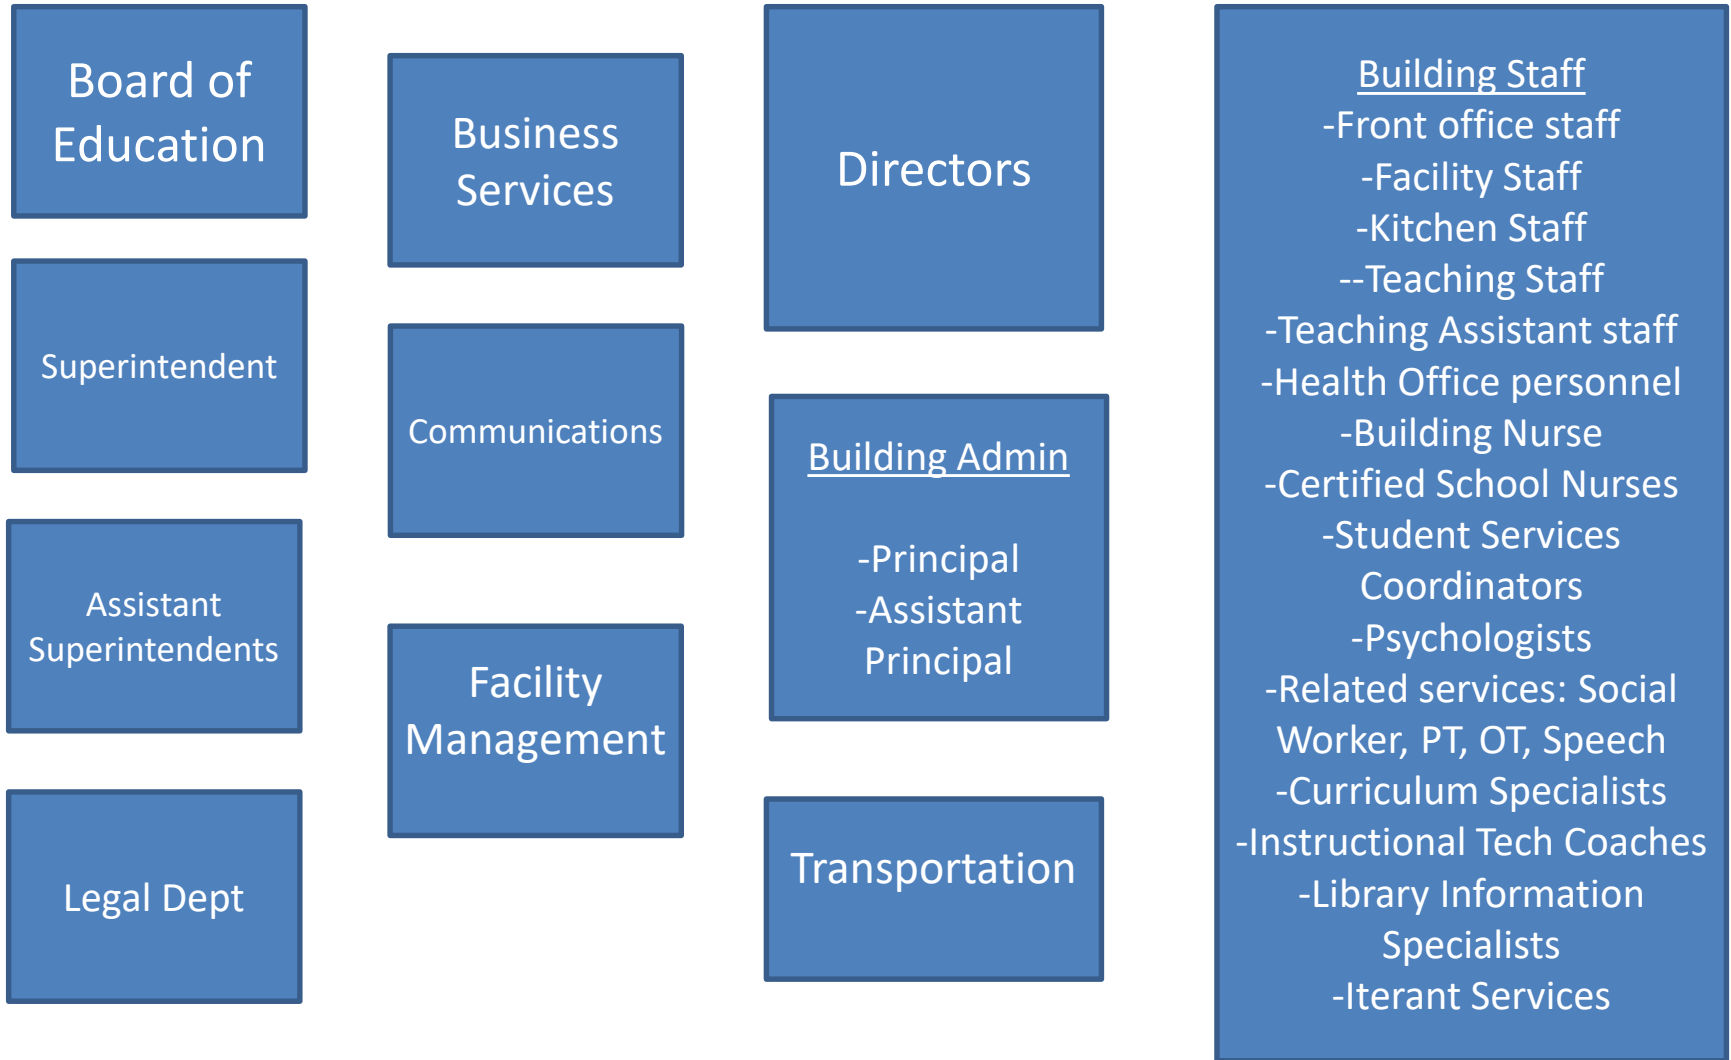 Board of
Education
Superintendent
Assistant
Superintendents
Legal Dept
Business
Services
Communications
Facility
Management
Directors
Building Admin
-Principal
-Assistant
Principal
Transportation
Building Staff
-Front office staff
-Facility Staff
-Kitchen Staff
--Teaching Staff
-Teaching Assistant staff
-Health Office personnel
-Building Nurse
-Certified School Nurses
-Student Services
Coordinators
-Psychologists
-Related services: Social
Worker, PT, OT, Speech
-Curriculum Specialists
-Instructional Tech Coaches
-Library Information
Specialists
-Iterant Services